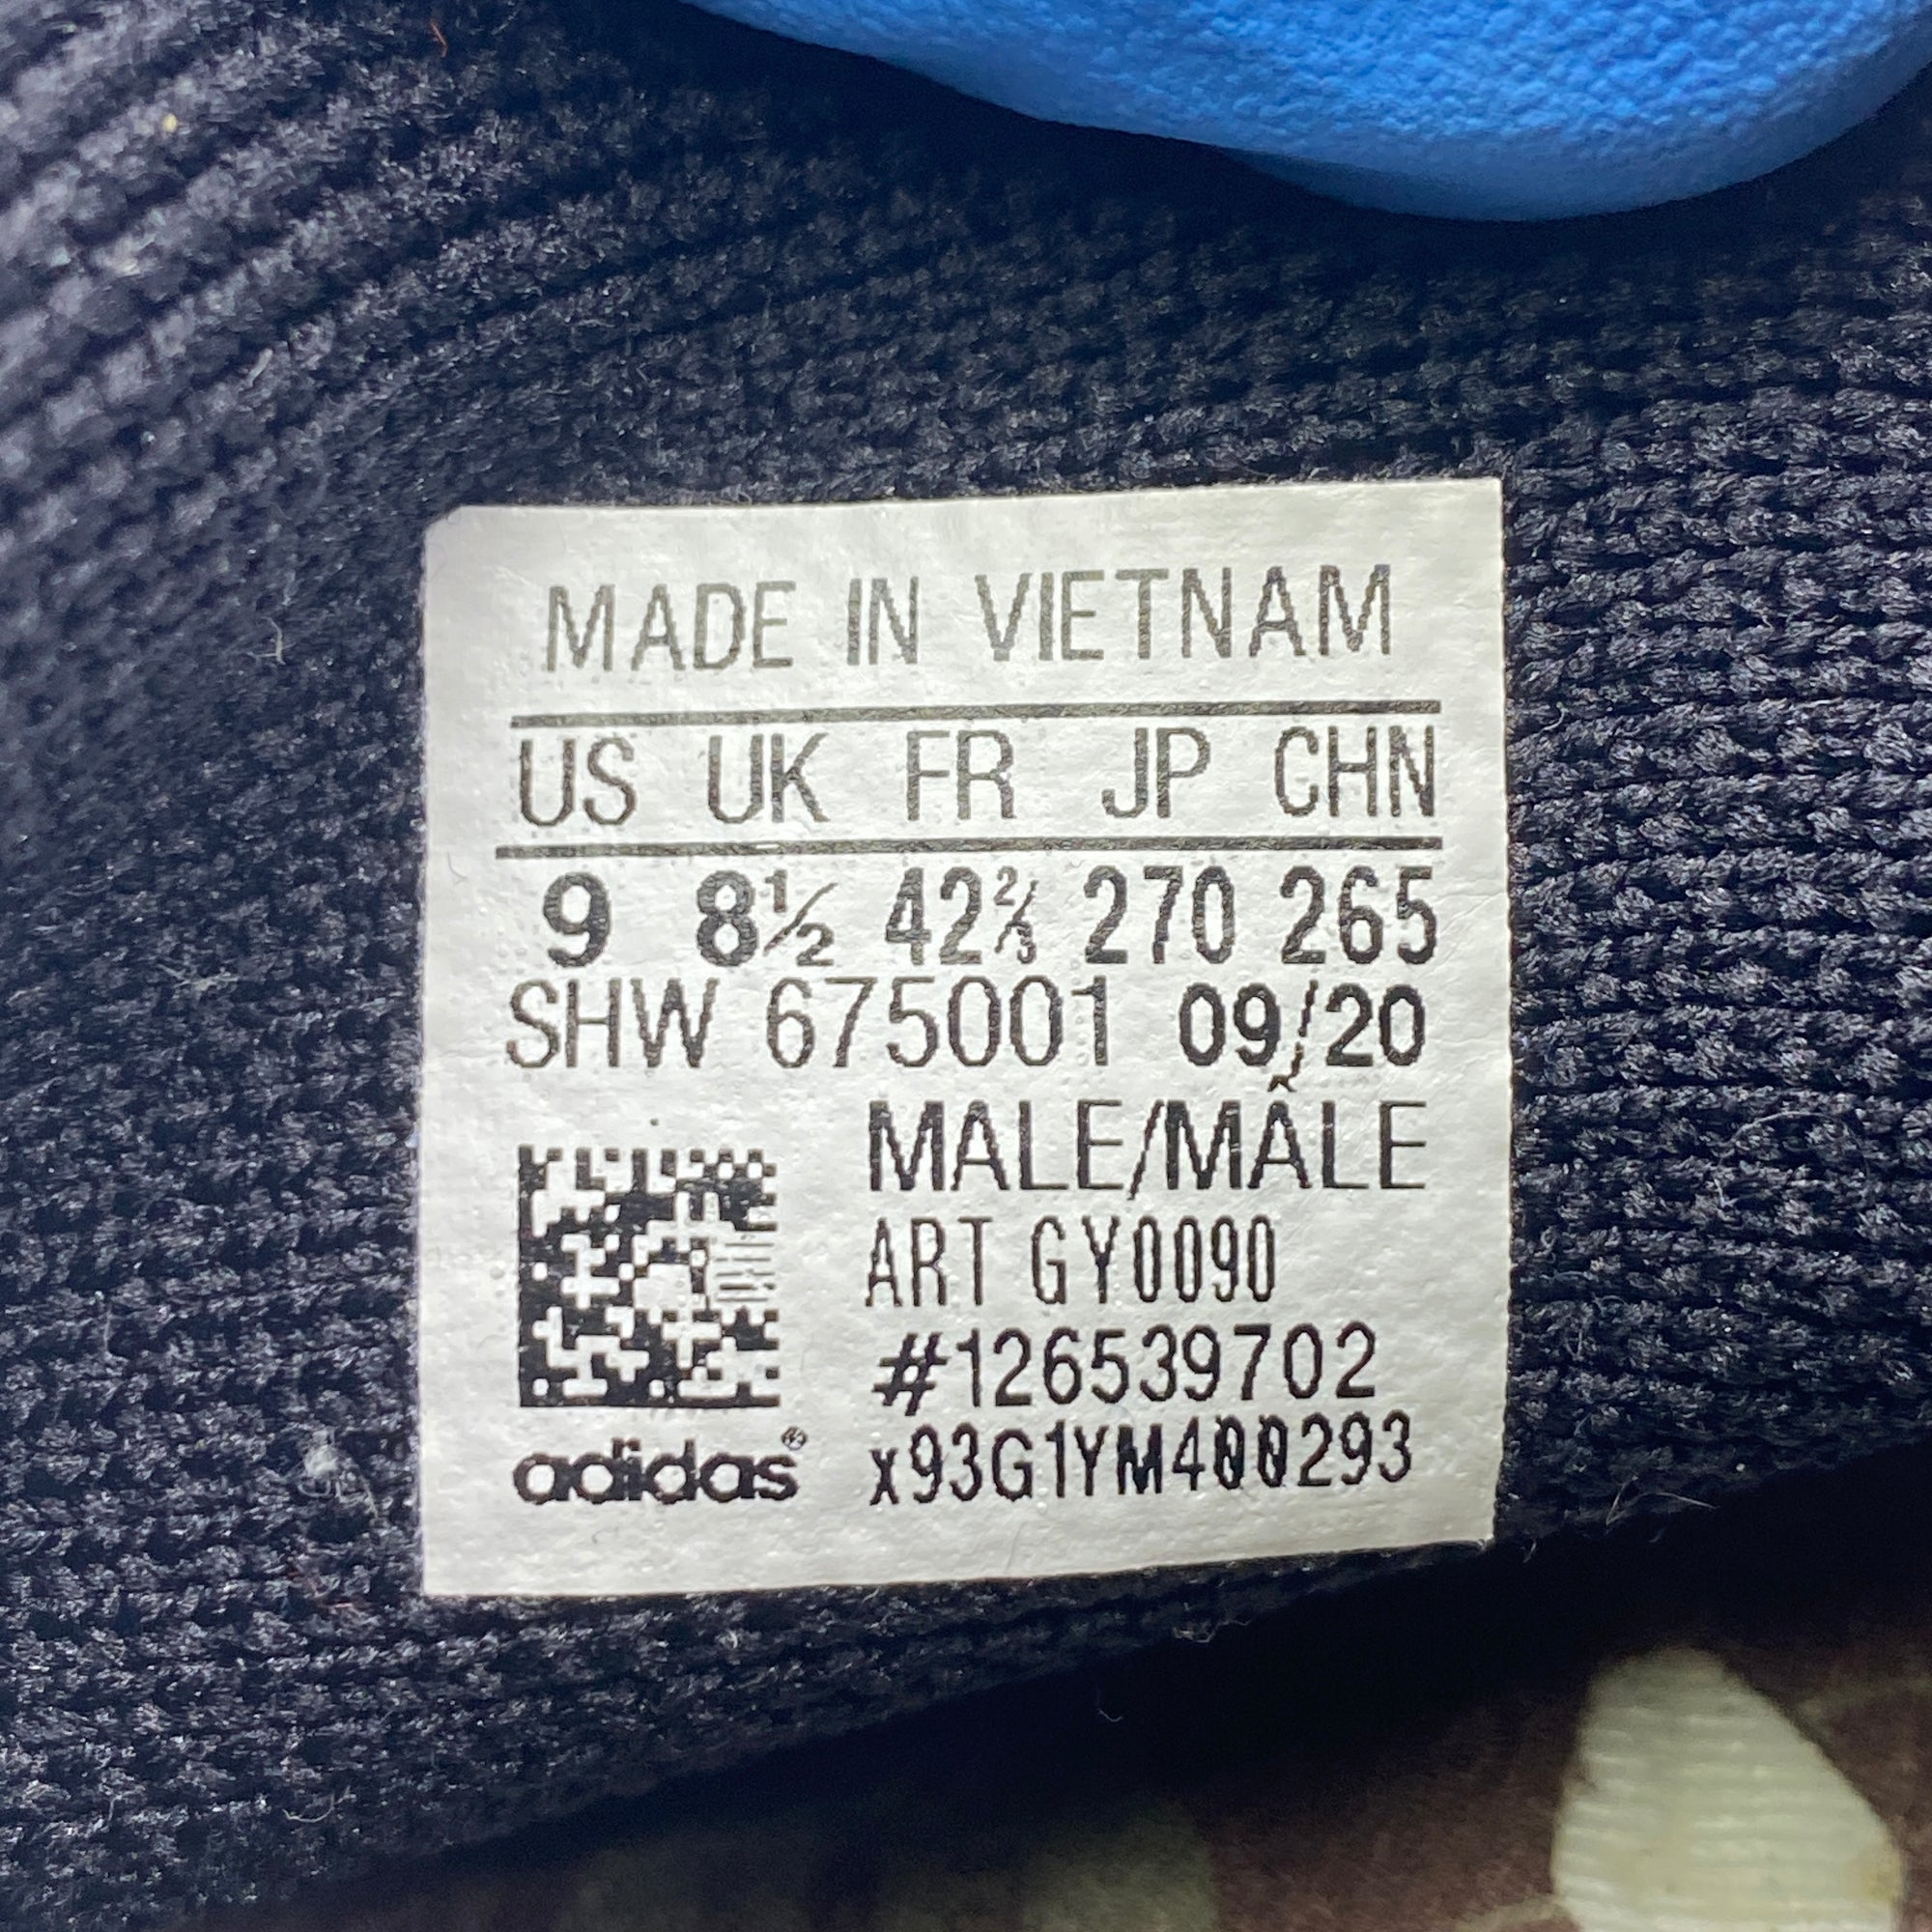 MADE IN VIETNAM
US UK FR JP CHN
9 8½ 42⅔ 270 265
SHW 675001 09/20
MALE/MÂLE
ART GY0090
#126539702
adidas® x93G1YM400293